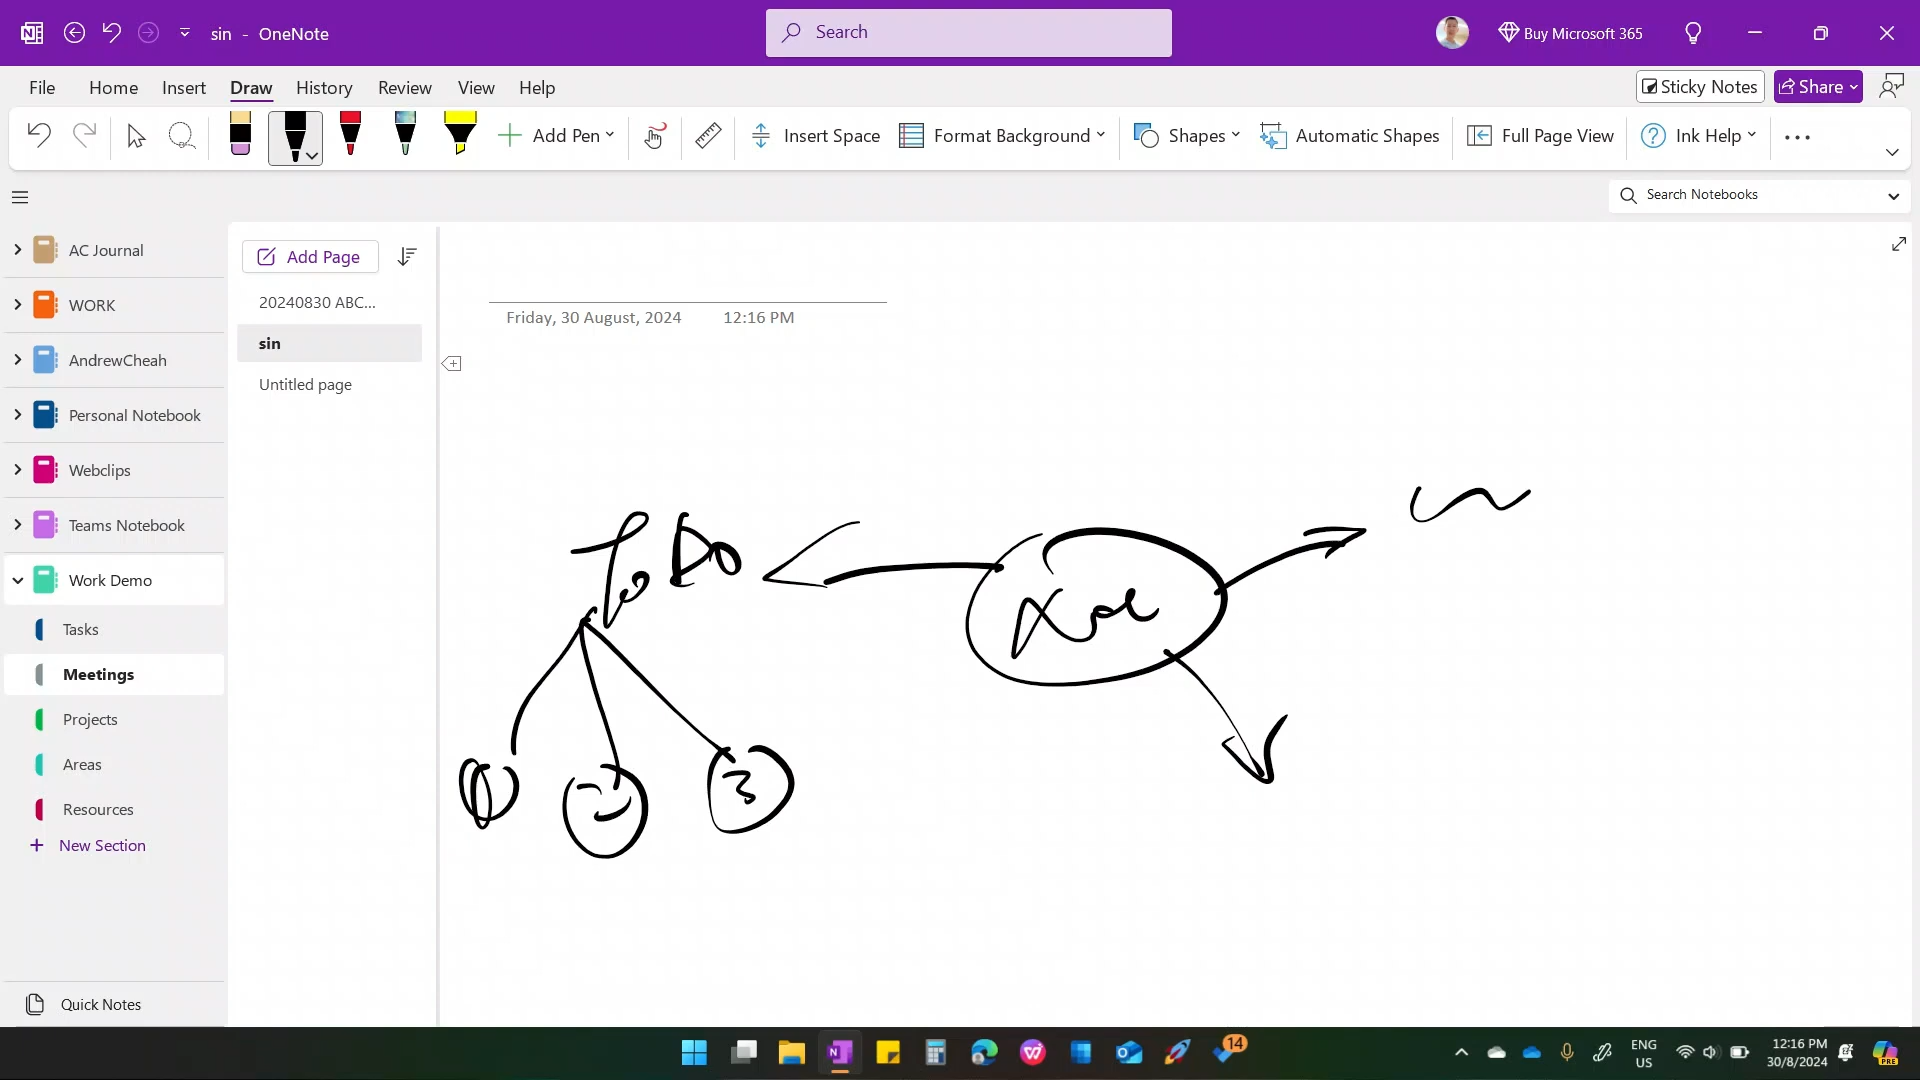 sin - OneNote
Search
Buy Microsoft 365
File Home Insert Draw History Review View Help
Sticky Notes
Share
Add Pen
Insert Space
Format Background
Shapes
Automatic Shapes
Full Page View
Ink Help
Search Notebooks
AC Journal
WORK
AndrewCheah
Personal Notebook
Webclips
Teams Notebook
Work Demo
Tasks
Meetings
Projects
Areas
Resources
New Section
Quick Notes
Add Page
20240830 ABC...
sin
Untitled page
Friday, 30 August, 2024 12:16 PM
To Do
1 2 3
14
ENG
US
12:16 PM
30/8/2024
PRE